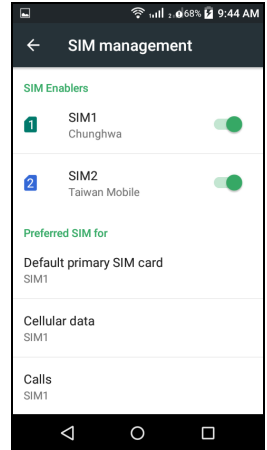 68% 9:44 AM
SIM management
SIM Enablers
1
SIM1
Chunghwa
2
SIM2
Taiwan Mobile
Preferred SIM for
Default primary SIM card
SIM1
Cellular data
SIM1
Calls
SIM1